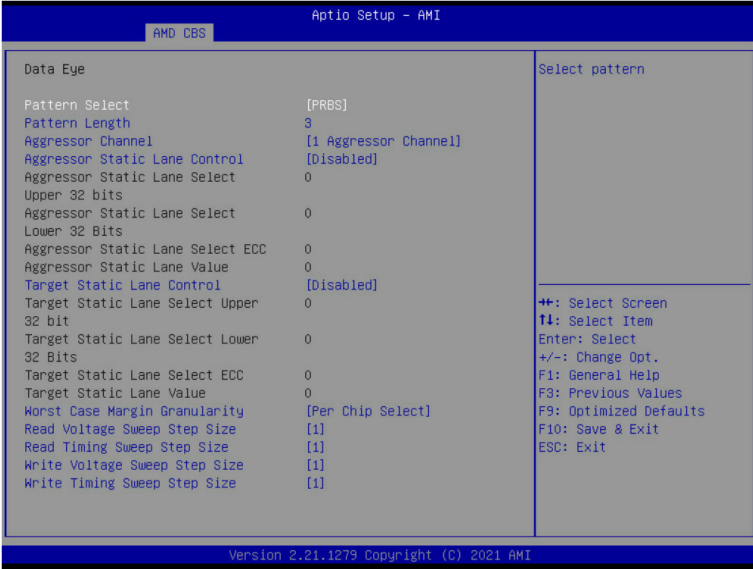 Aptio Setup - AMI
AMD CBS
Data Eye
Select pattern
Pattern Select [PRBS]
Pattern Length 3
Aggressor Channel [1 Aggressor Channel]
Aggressor Static Lane Control [Disabled]
Aggressor Static Lane Select 0
Upper 32 bits
Aggressor Static Lane Select 0
Lower 32 Bits
Aggressor Static Lane Select ECC 0
Aggressor Static Lane Value 0
Target Static Lane Control [Disabled]
Target Static Lane Select Upper 0
32 bit
Target Static Lane Select Lower 0
32 Bits
Target Static Lane Select ECC 0
Target Static Lane Value 0
Worst Case Margin Granularity [Per Chip Select]
Read Voltage Sweep Step Size [1]
Read Timing Sweep Step Size [1]
Write Voltage Sweep Step Size [1]
Write Timing Sweep Step Size [1]
→←: Select Screen
↑↓: Select Item
Enter: Select
+/-: Change Opt.
F1: General Help
F3: Previous Values
F9: Optimized Defaults
F10: Save & Exit
ESC: Exit
Version 2.21.1279 Copyright (C) 2021 AMI